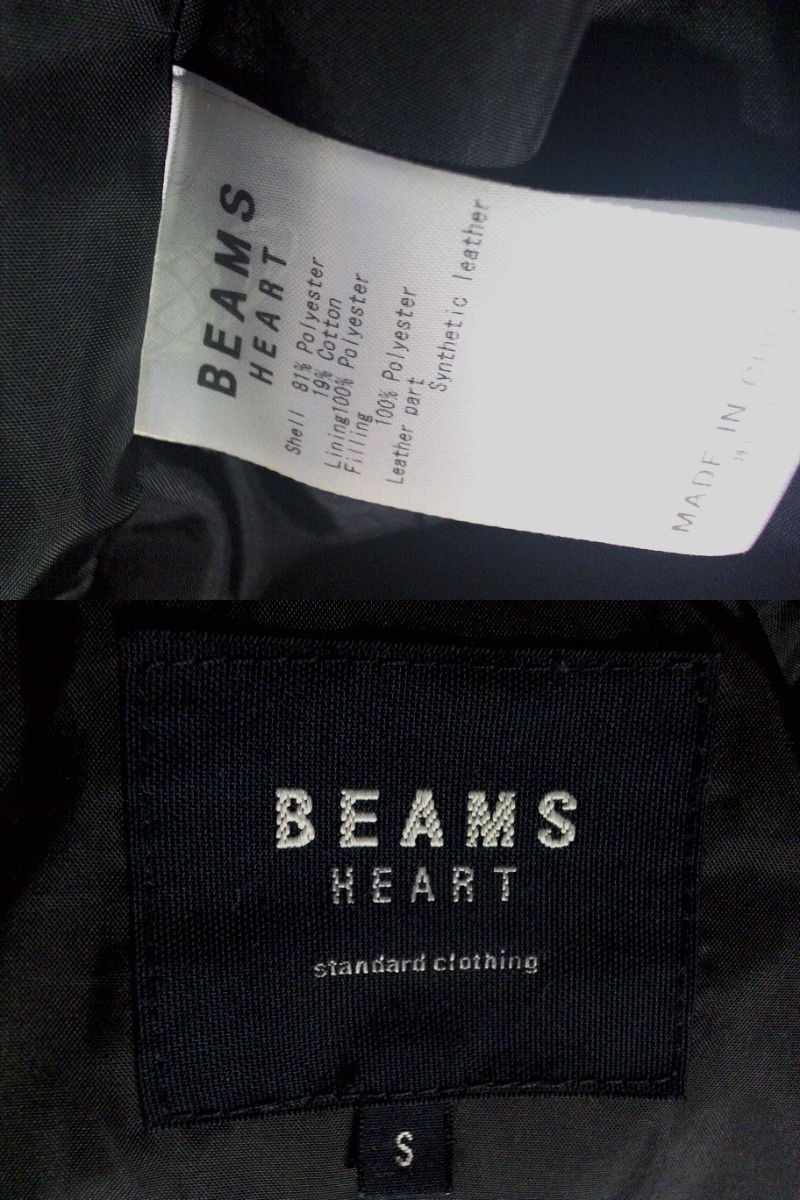 BEAMS
HEART
Shell 81% Polyester
19% Cotton
Lining100% Polyester
Filling
100% Polyester
Leather part
Synthetic leather
MADE IN
BEAMS
HEART
standard clothing
S